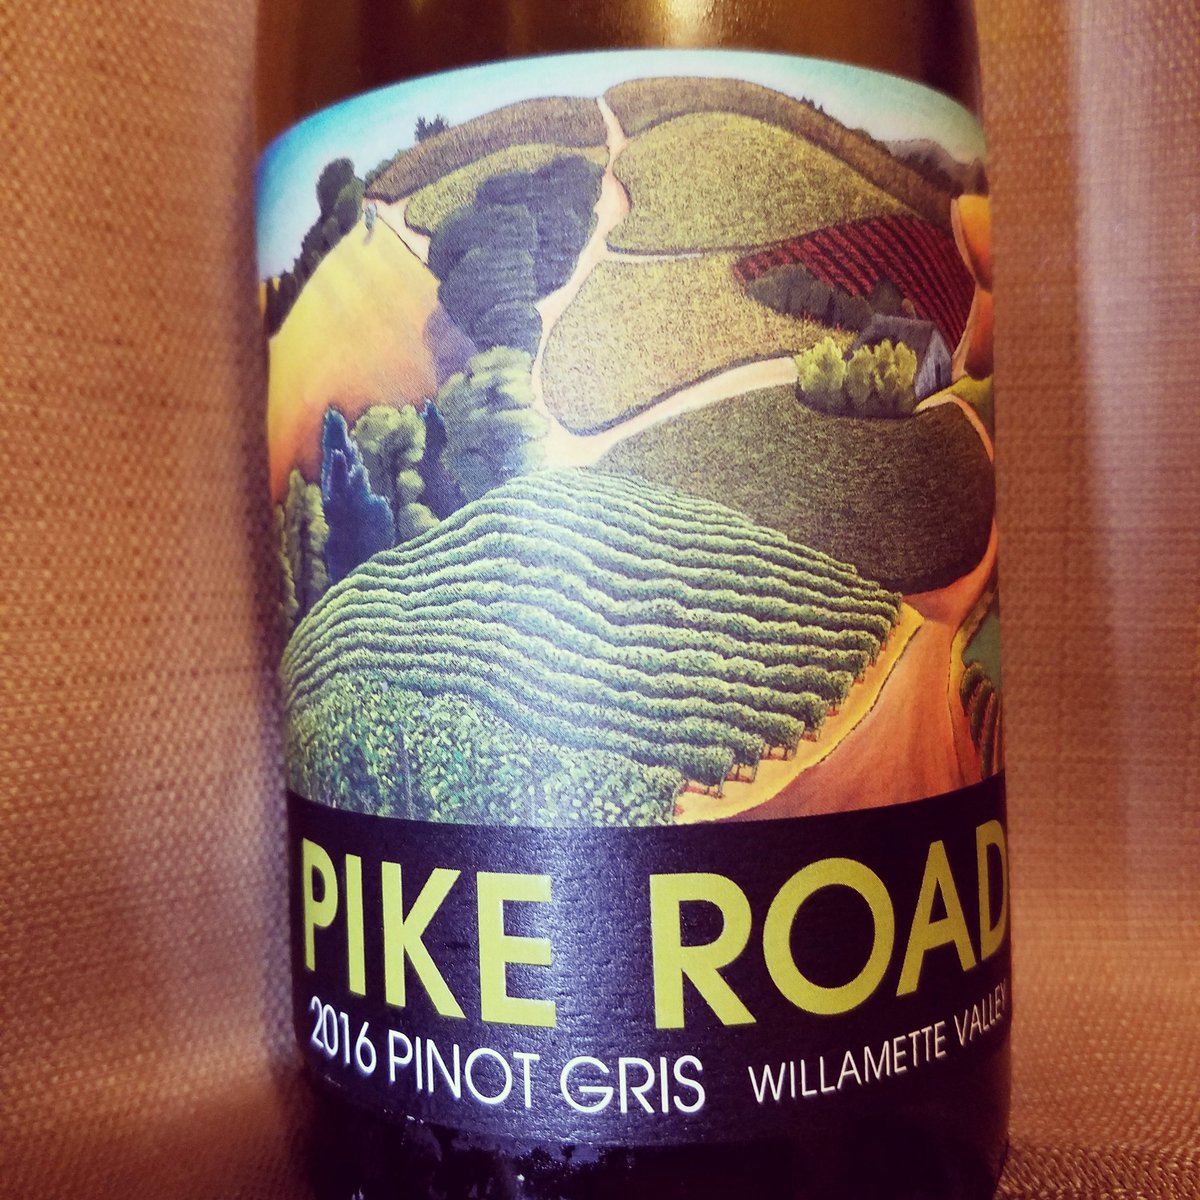 PIKE ROAD
2016 PINOT GRIS WILLAMETTE VALLEY